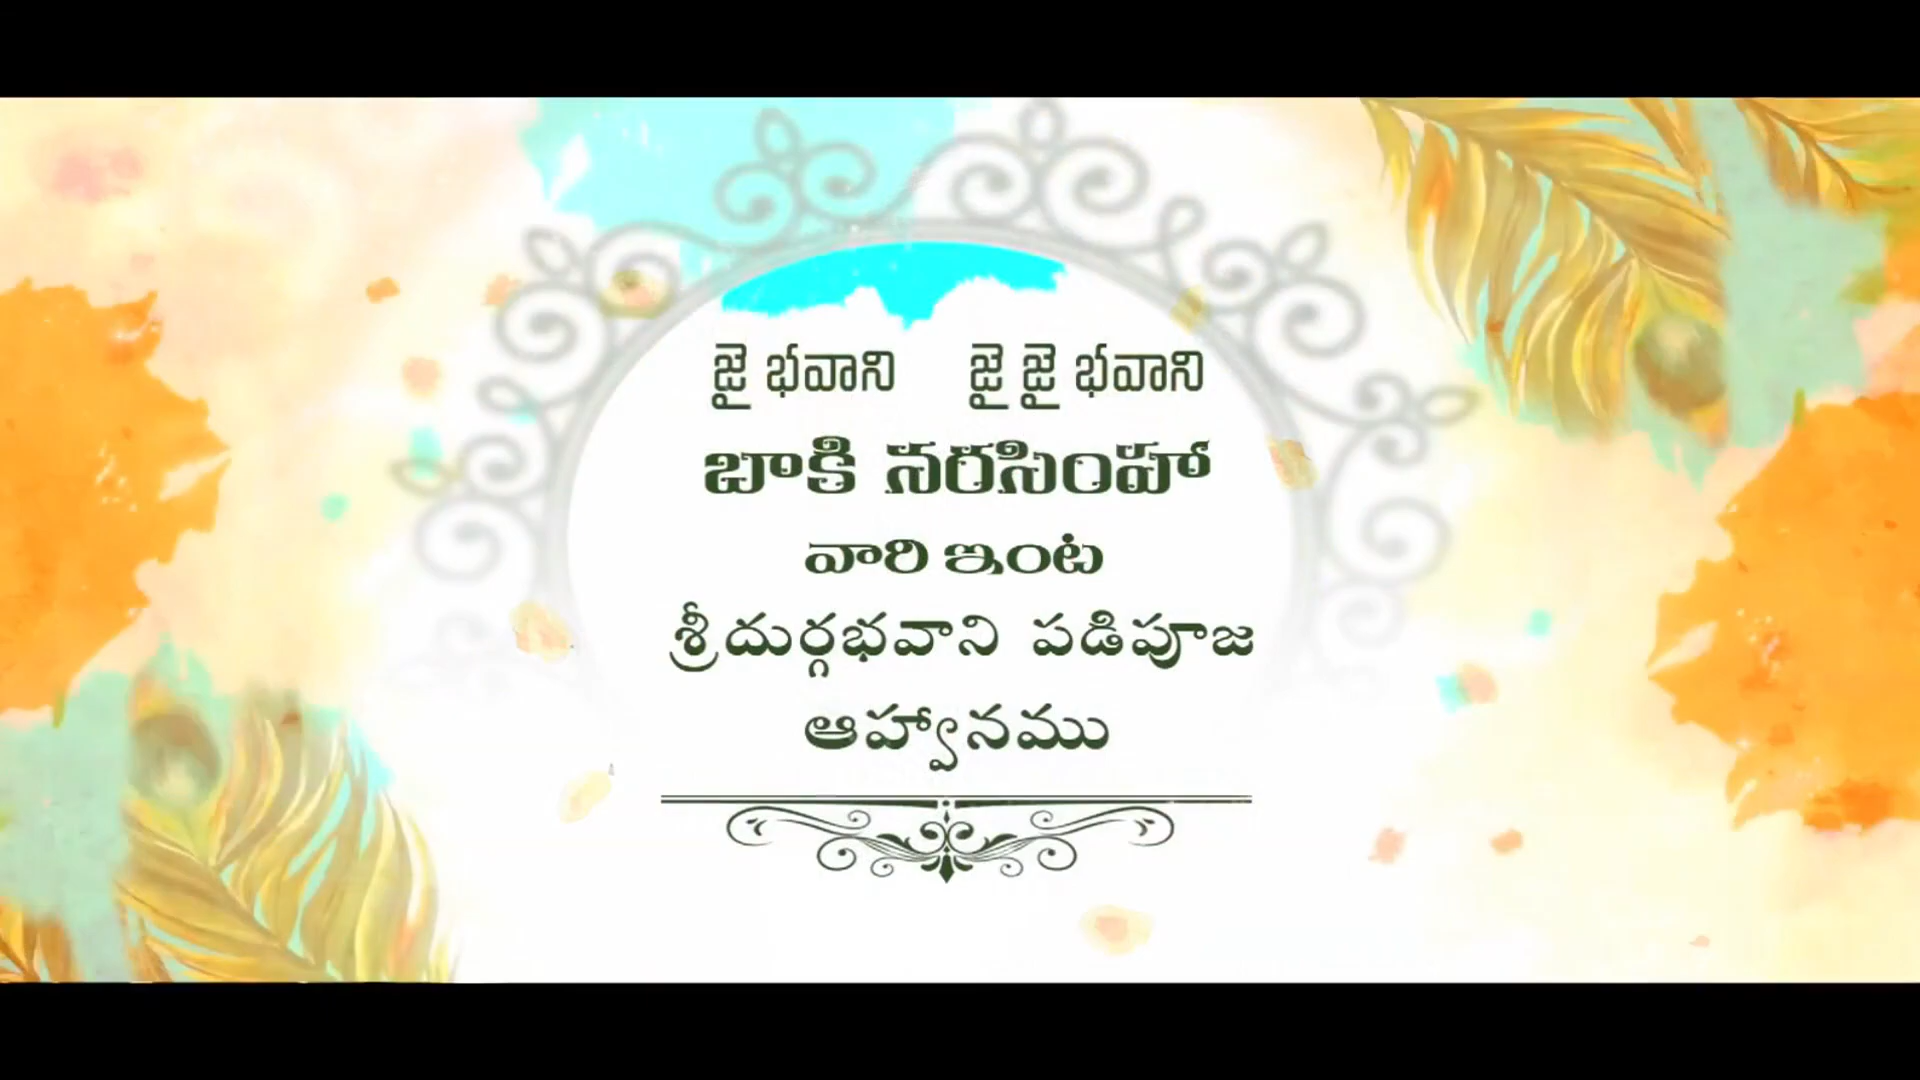 జై భవాని జై జై భవాని
బాకి నరసింహా
వారి ఇంట
శ్రీదుర్గభవాని పడిపూజ
ఆహ్వానము